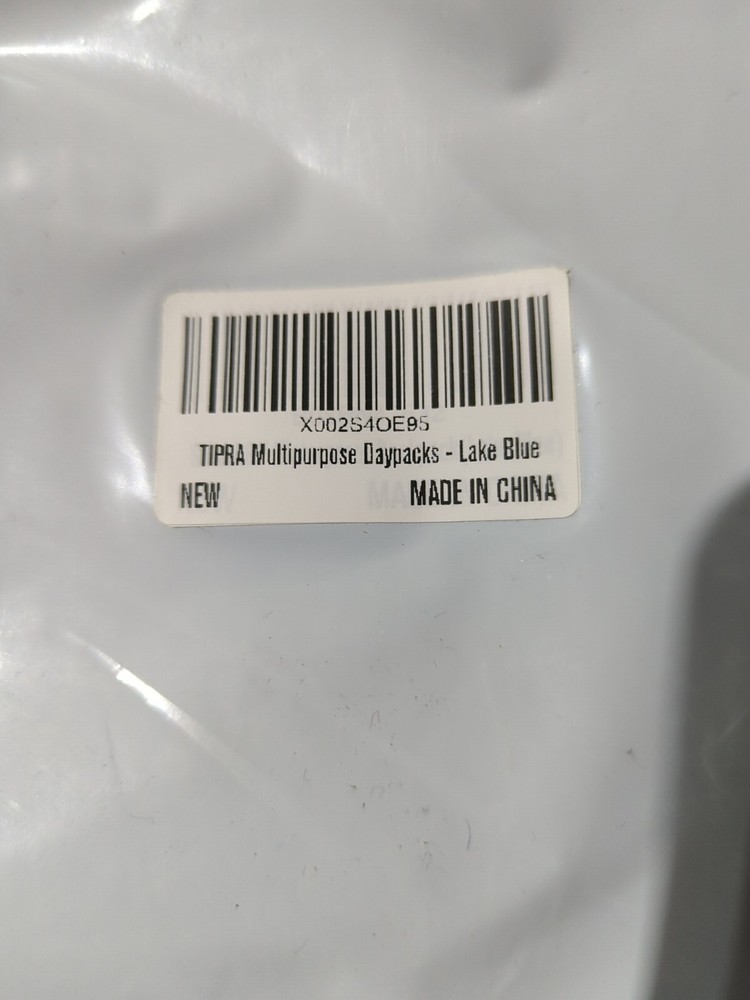 X002S4OE95
TIPRA Multipurpose Daypacks - Lake Blue
NEW
MADE IN CHINA